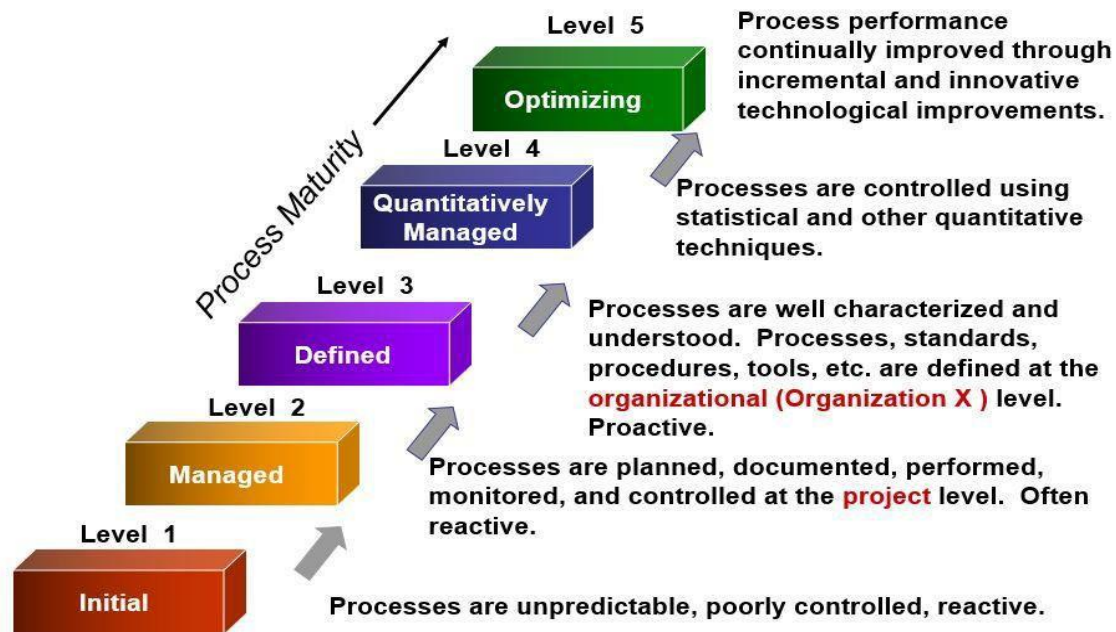 Level 5
Optimizing
Process performance
continually improved through
incremental and innovative
technological improvements.
Process Maturity
Level 4
Quantitatively
Managed
Processes are controlled using
statistical and other quantitative
techniques.
Level 3
Defined
Processes are well characterized and
understood. Processes, standards,
procedures, tools, etc. are defined at the
organizational (Organization X ) level.
Proactive.
Level 2
Managed
Processes are planned, documented, performed,
monitored, and controlled at the project level. Often
reactive.
Level 1
Initial
Processes are unpredictable, poorly controlled, reactive.